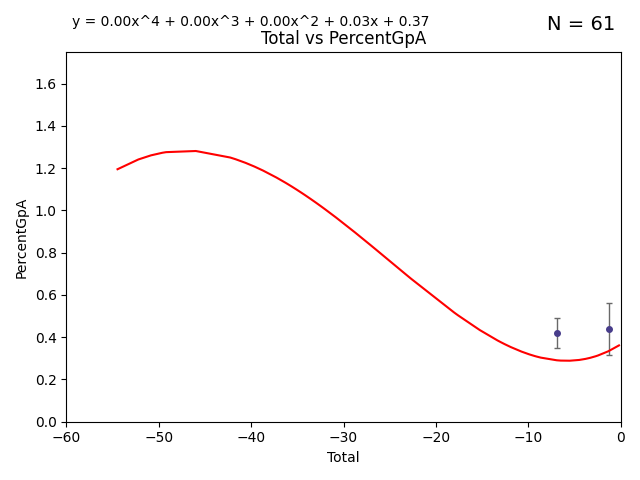 y = 0.00x^4 + 0.00x^3 + 0.00x^2 + 0.03x + 0.37
N = 61
Total vs PercentGpA
PercentGpA
1.6
1.4
1.2
1.0
0.8
0.6
0.4
0.2
0.0
−60 −50 −40 −30 −20 −10 0
Total